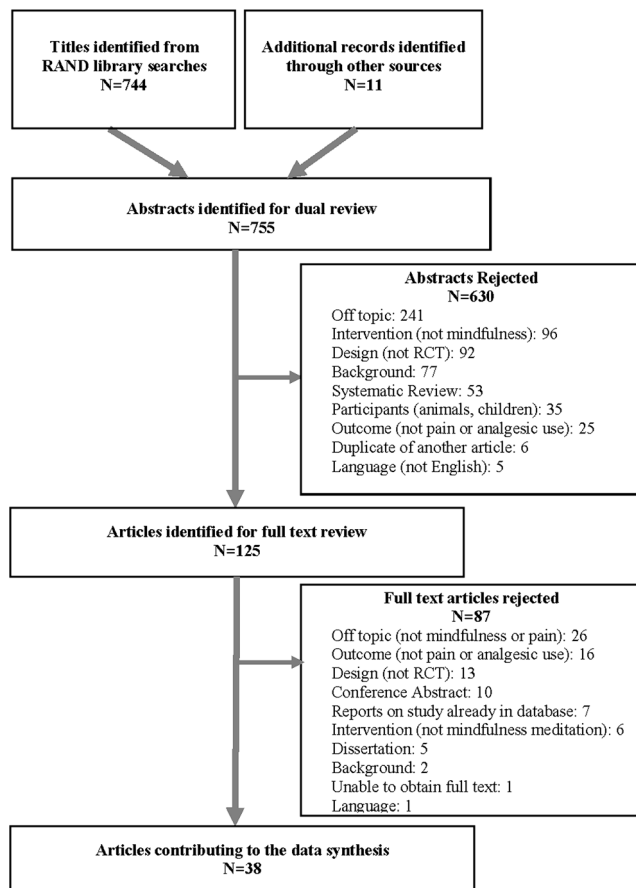 Titles identified from
RAND library searches
N=744
Additional records identified
through other sources
N=11
Abstracts identified for dual review
N=755
Abstracts Rejected
N=630
Off topic: 241
Intervention (not mindfulness): 96
Design (not RCT): 92
Background: 77
Systematic Review: 53
Participants (animals, children): 35
Outcome (not pain or analgesic use): 25
Duplicate of another article: 6
Language (not English): 5
Articles identified for full text review
N=125
Full text articles rejected
N=87
Off topic (not mindfulness or pain): 26
Outcome (not pain or analgesic use): 16
Design (not RCT): 13
Conference Abstract: 10
Reports on study already in database: 7
Intervention (not mindfulness meditation): 6
Dissertation: 5
Background: 2
Unable to obtain full text: 1
Language: 1
Articles contributing to the data synthesis
N=38